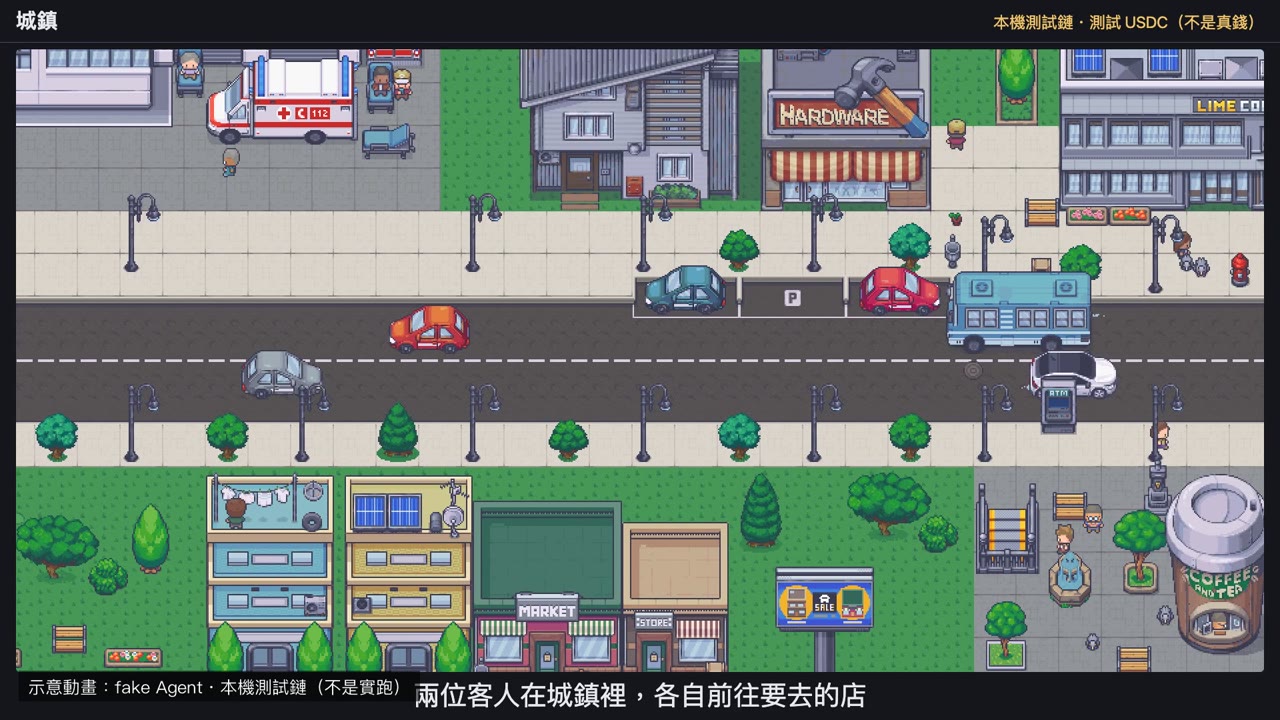 城鎮
本機測試鏈·測試 USDC（不是真錢）
112
HARDWARE
LIME CO
P
ATM
MARKET
STORE
SALE
COFFEE
AND TEA
示意動畫：fake Agent·本機測試鏈（不是實跑）
兩位客人在城鎮裡，各自前往要去的店